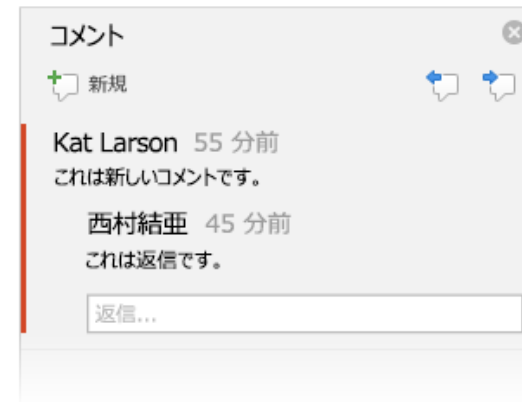 コメント
新規
Kat Larson 55 分前
これは新しいコメントです。
西村結亜 45 分前
これは返信です。
返信...